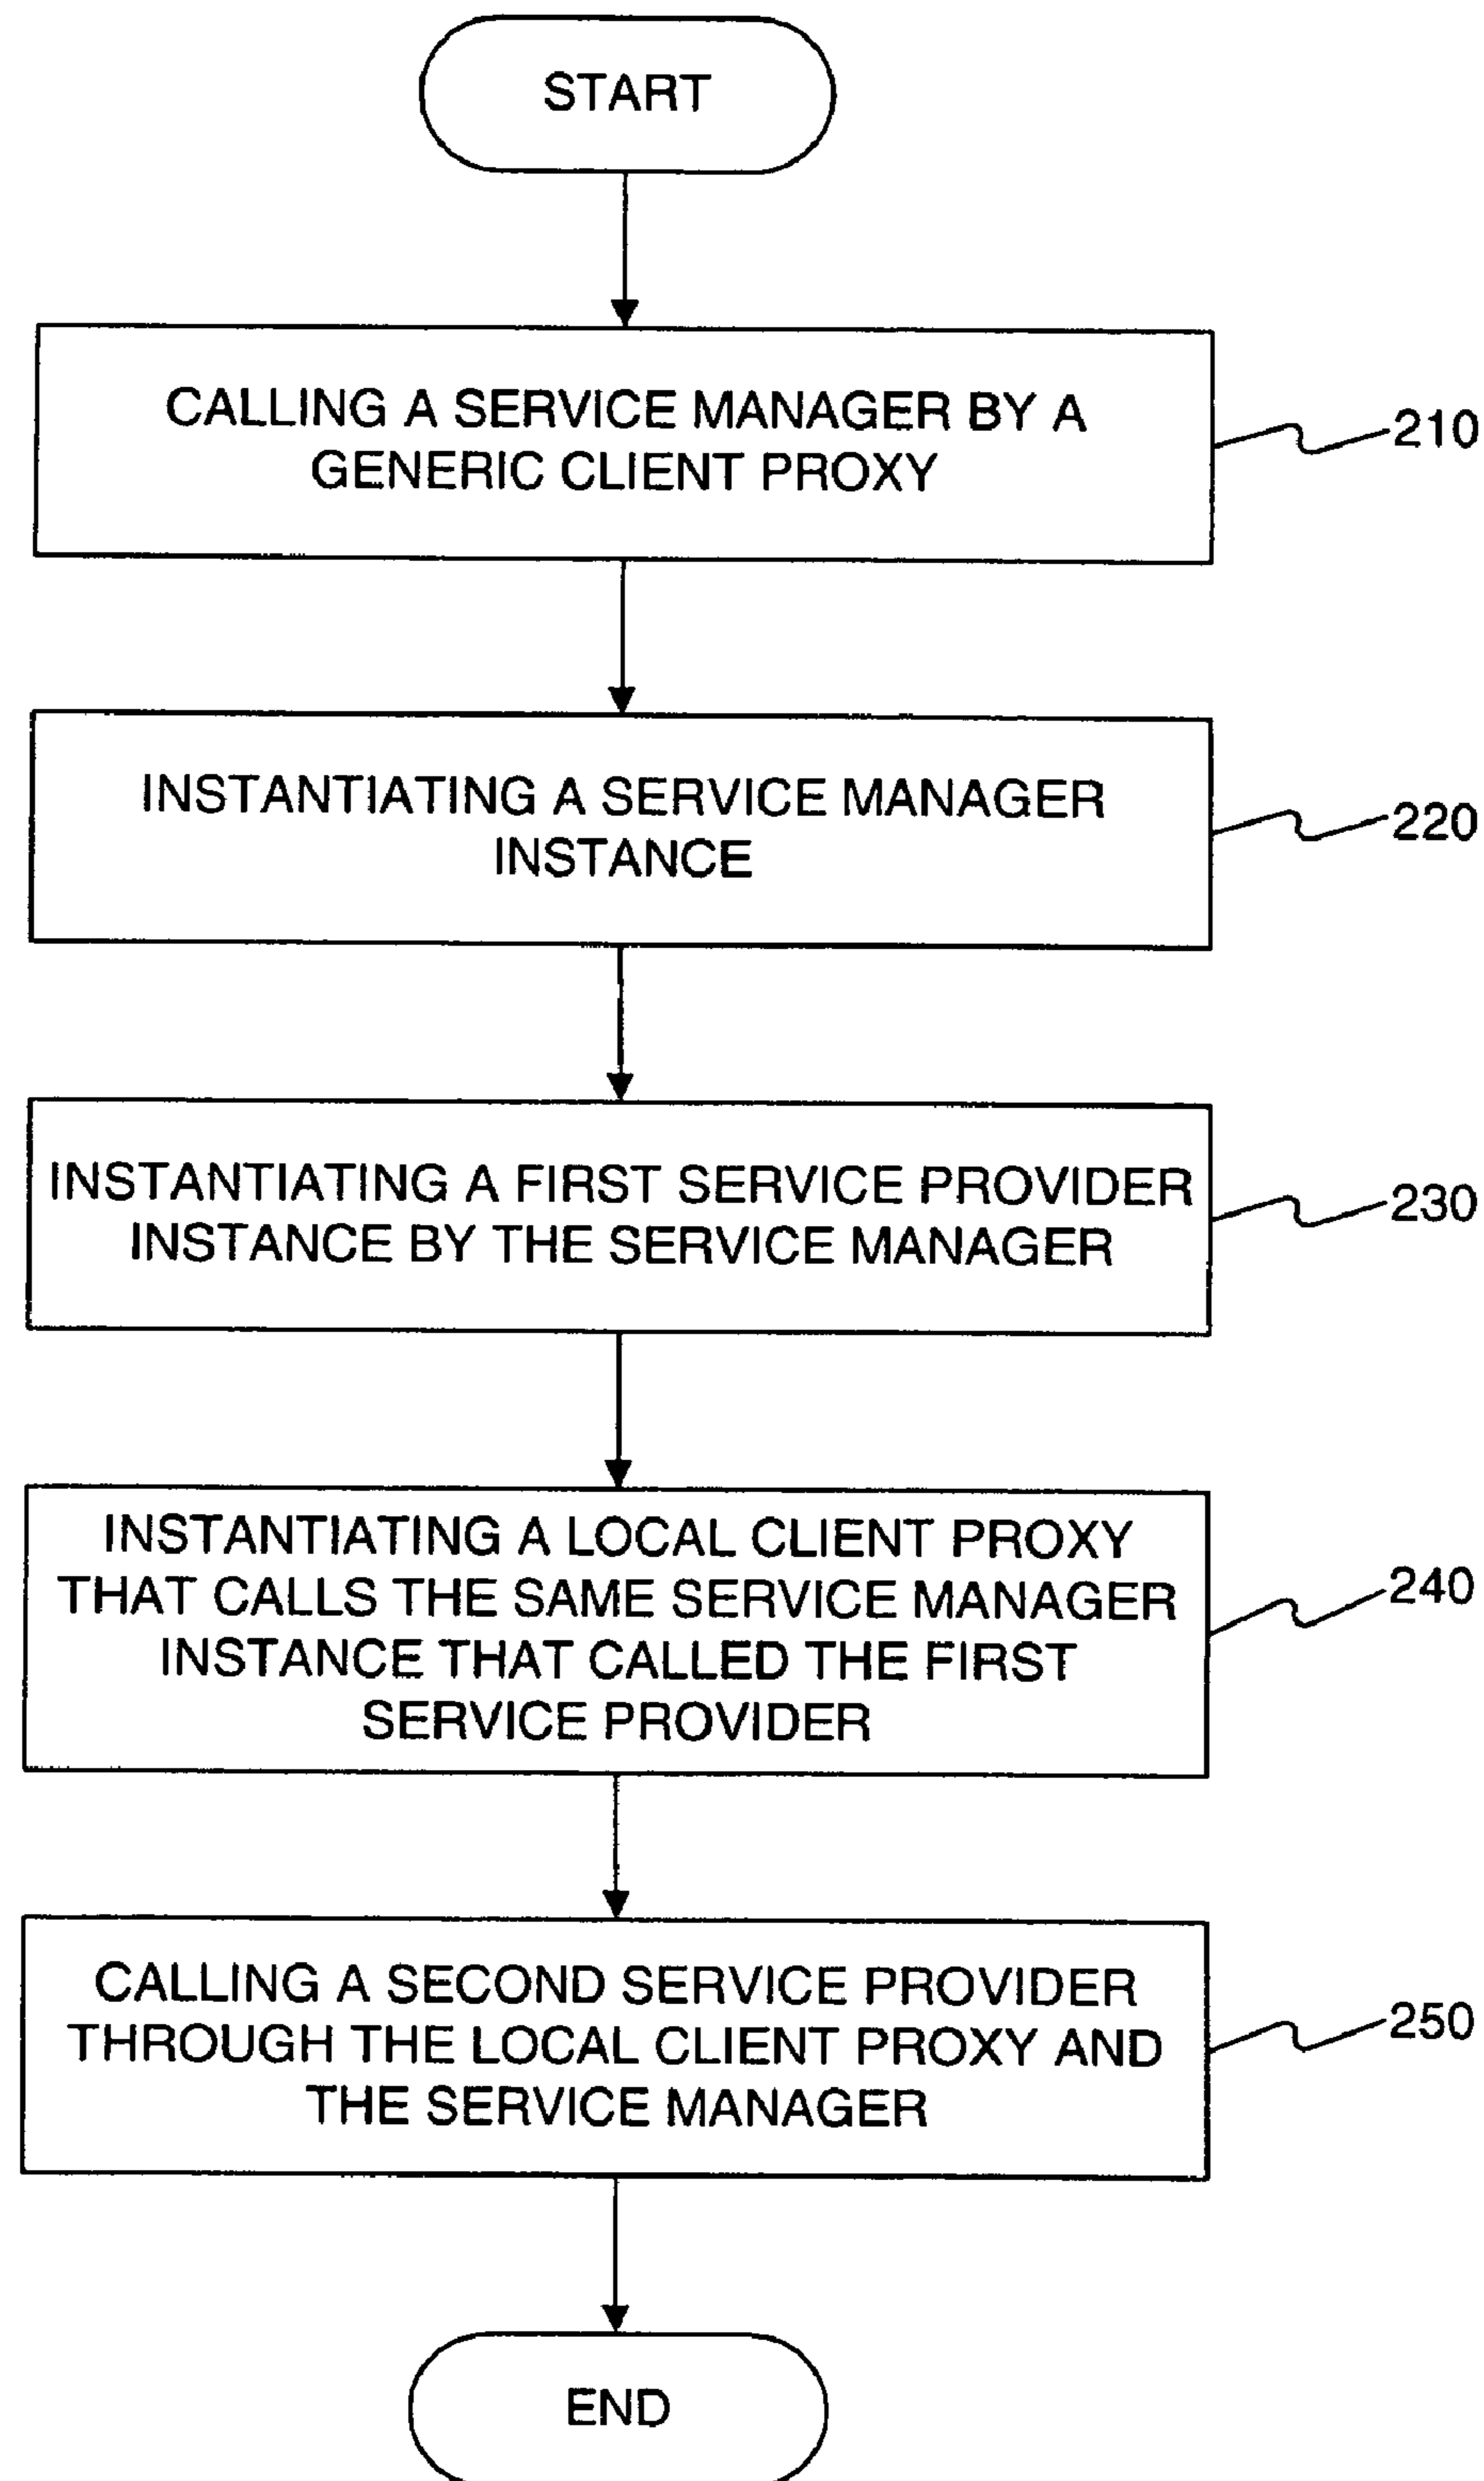 START
CALLING A SERVICE MANAGER BY A
GENERIC CLIENT PROXY
210
INSTANTIATING A SERVICE MANAGER
INSTANCE
220
INSTANTIATING A FIRST SERVICE PROVIDER
INSTANCE BY THE SERVICE MANAGER
230
INSTANTIATING A LOCAL CLIENT PROXY
THAT CALLS THE SAME SERVICE MANAGER
INSTANCE THAT CALLED THE FIRST
SERVICE PROVIDER
240
CALLING A SECOND SERVICE PROVIDER
THROUGH THE LOCAL CLIENT PROXY AND
THE SERVICE MANAGER
250
END